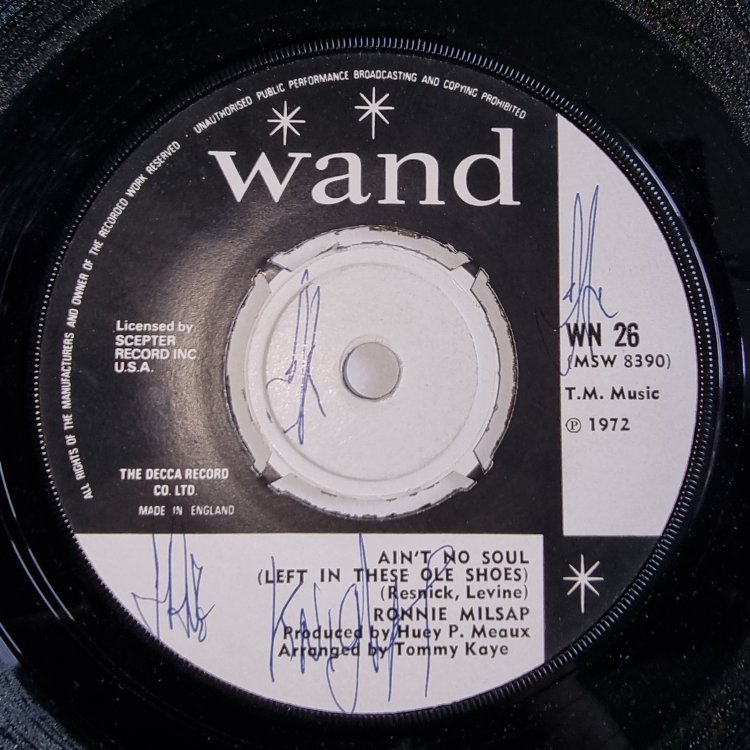 UNAUTHORISED PUBLIC PERFORMANCE BROADCASTING AND COPYING PROHIBITED
ALL RIGHTS OF THE MANUFACTURERS AND OWNER OF THE RECORDED WORK RESERVED ·
wand
Licensed by
SCEPTER
RECORD INC.
U.S.A.
WN 26
(MSW 8390)
T.M. Music
Ⓟ 1972
THE DECCA RECORD
CO. LTD.
MADE IN ENGLAND
AIN'T NO SOUL
(LEFT IN THESE OLE SHOES)
(Resnick, Levine)
RONNIE MILSAP
Produced by Huey P. Meaux
Arranged by Tommy Kaye